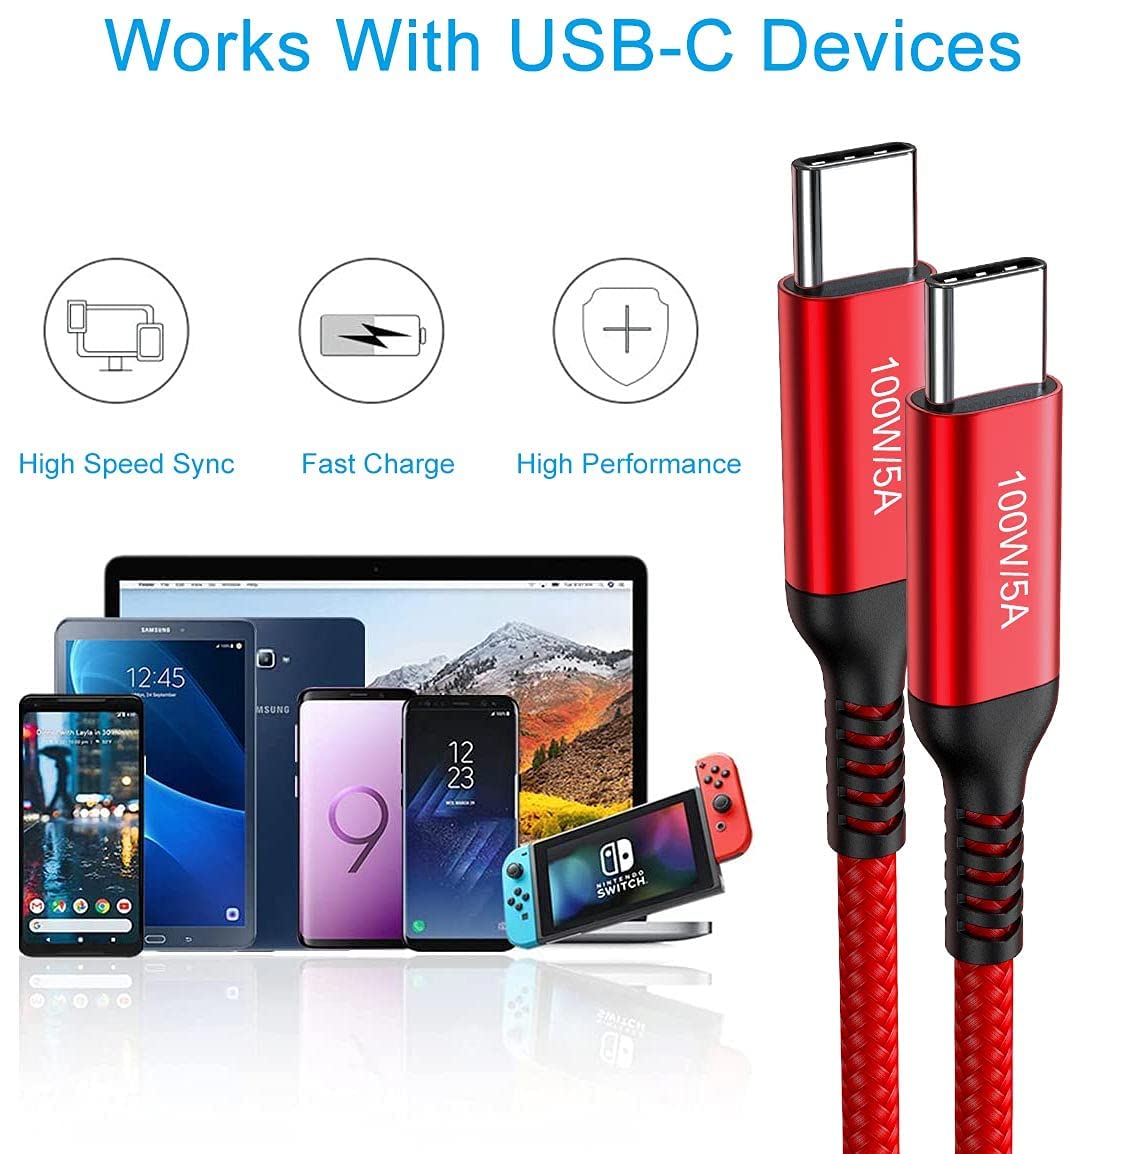 Works With USB-C Devices
100W/5A
100W/5A
High Speed Sync
Fast Charge
High Performance
SAMSUNG
12:45
MSUNG
12
23
9
NINTENDO
SWITCH